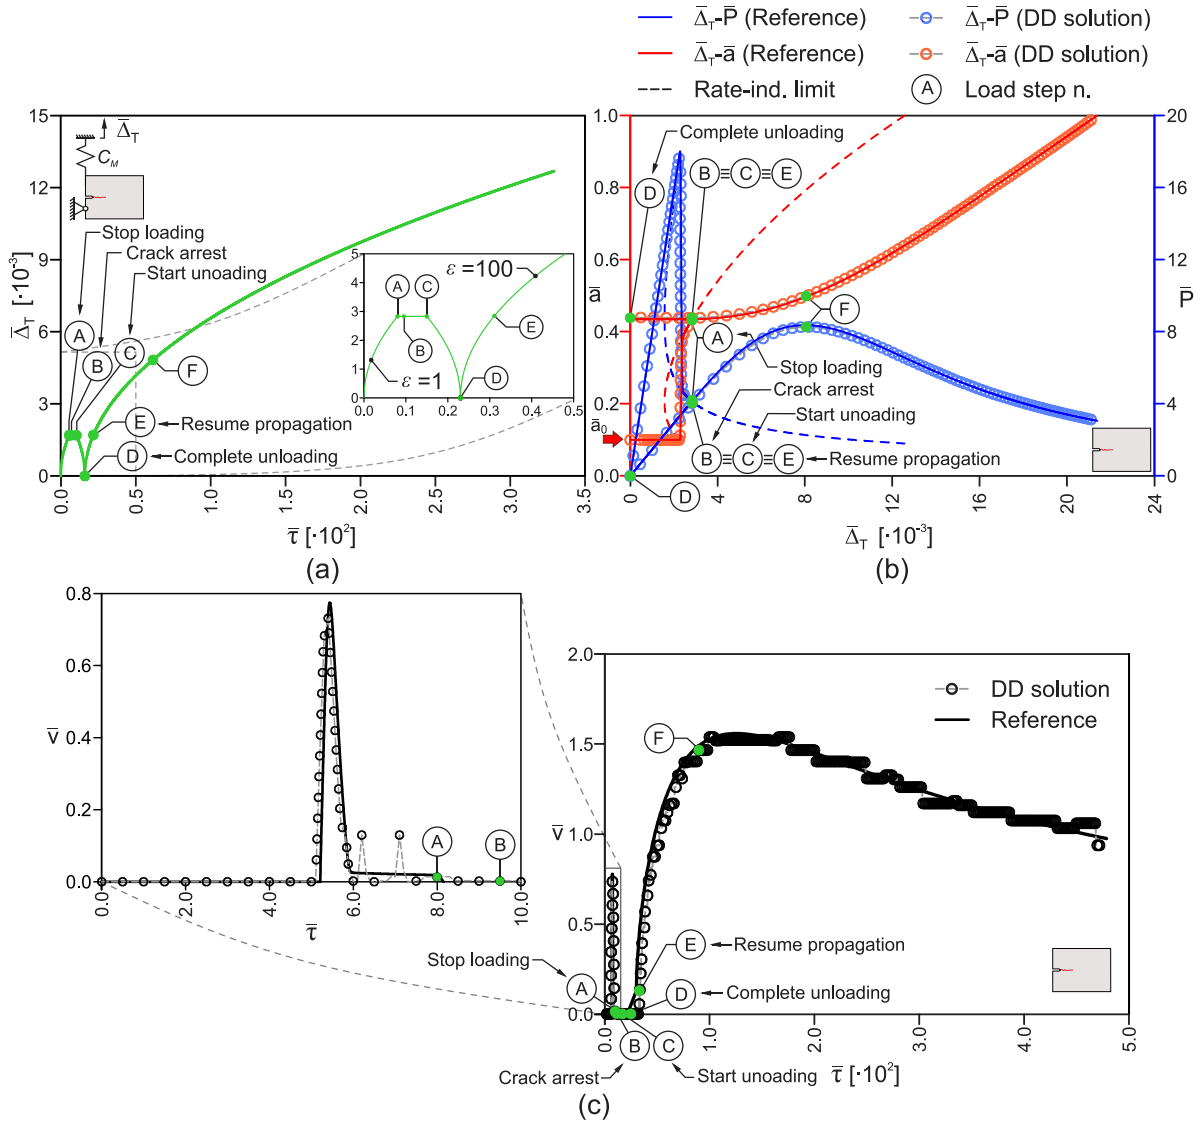 Δ̄_T-P̄ (Reference)
Δ̄_T-P̄ (DD solution)
Δ̄_T-ā (Reference)
Δ̄_T-ā (DD solution)
Rate-ind. limit
A Load step n.
15
12
9
6
3
0
Δ̄_T [·10⁻³]
Δ̄_T
C_M
Stop loading
Crack arrest
Start unoading
A
B
C
F
E Resume propagation
D Complete unloading
5
4
3
2
1
0
A
C
ε =100
B
E
ε =1
D
0.0
0.1
0.2
0.3
0.4
0.5
0.0
0.5
1.0
1.5
2.0
2.5
3.0
3.5
τ̄ [·10²]
(a)
1.0
0.8
0.6
0.4
0.2
0.0
ā
ā₀
Complete unloading
D
B≡C≡E
F
A
Stop loading
Crack arrest
Start unoading
B≡C≡E Resume propagation
D
20
16
12
8
4
0
P̄
0
4
8
12
16
20
24
Δ̄_T [·10⁻³]
(b)
0.8
0.6
0.4
0.2
0.0
v̄
A
B
0.0
2.0
4.0
6.0
8.0
10.0
τ̄
2.0
1.5
1.0
0.5
0.0
v̄
DD solution
Reference
F
E Resume propagation
Stop loading
A
D Complete unloading
B
C
Crack arrest
Start unoading
0.0
1.0
2.0
3.0
4.0
5.0
τ̄ [·10²]
(c)